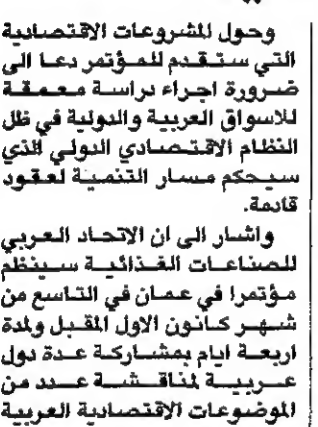 وحول المشروعات الاقتصادية
التي ستقدم للمؤتمر دعا الى
ضرورة اجراء دراسة معمقة
للاسواق العربية والدولية في ظل
النظام الاقتصادي الدولي الذي
سيحكم مسار التنمية لعقود
قادمة.
واشار الى ان الاتحاد العربي
للصناعات الغذائية سينظم
مؤتمرا في عمان في التاسع من
شهر كانون الاول المقبل ولمدة
اربعة ايام بمشاركة عدة دول
عربية لمناقشة عدد من
الموضوعات الاقتصادية العربية